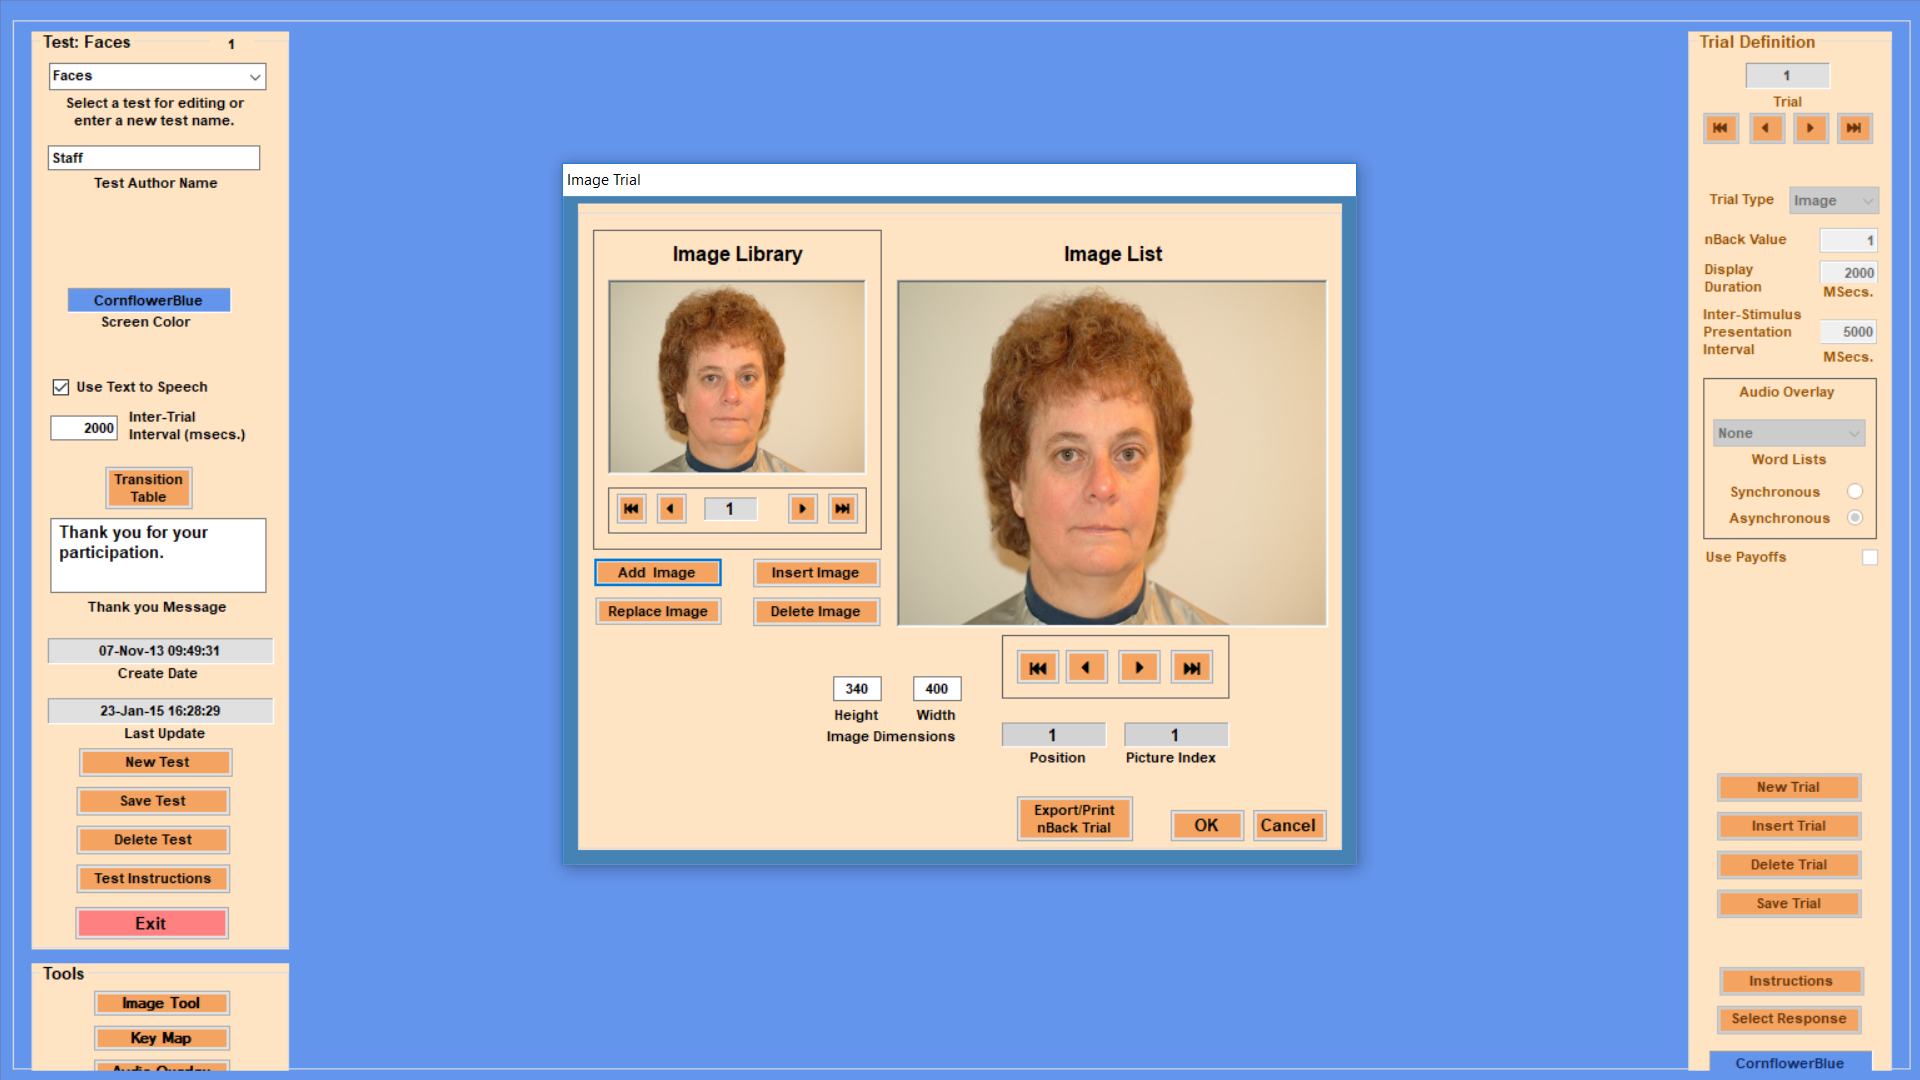 Test: Faces 1
Faces
Select a test for editing or
enter a new test name.
Staff
Test Author Name
CornflowerBlue
Screen Color
Use Text to Speech
2000
Inter-Trial
Interval (msecs.)
Transition
Table
Thank you for your
participation.
Thank you Message
07-Nov-13 09:49:31
Create Date
23-Jan-15 16:28:29
Last Update
New Test
Save Test
Delete Test
Test Instructions
Exit
Tools
Image Tool
Key Map
Audio Overlay
Image Trial
Image Library
1
Add Image
Insert Image
Replace Image
Delete Image
Image List
340
400
Height
Width
Image Dimensions
1
1
Position
Picture Index
Export/Print
nBack Trial
OK
Cancel
Trial Definition
1
Trial
Trial Type
Image
nBack Value
1
Display
Duration
2000
MSecs.
Inter-Stimulus
Presentation
Interval
5000
MSecs.
Audio Overlay
None
Word Lists
Synchronous
Asynchronous
Use Payoffs
New Trial
Insert Trial
Delete Trial
Save Trial
Instructions
Select Response
CornflowerBlue